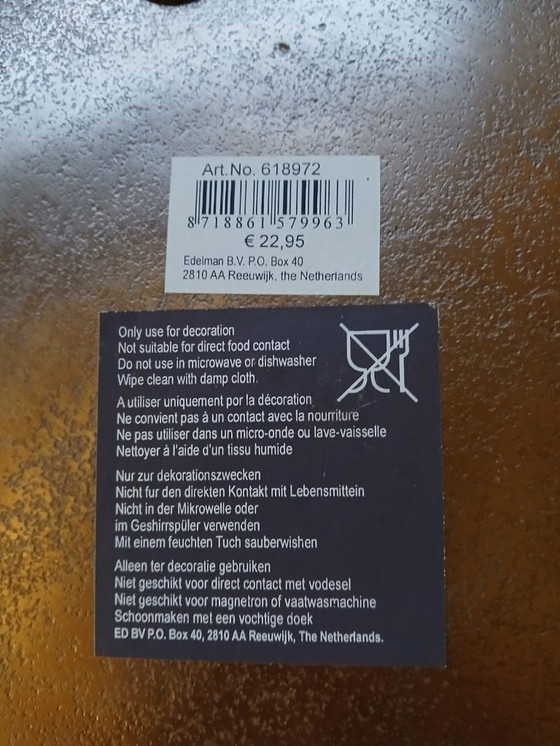 Art.No. 618972
8 718861 579963
€ 22,95
Edelman B.V. P.O. Box 40
2810 AA Reeuwijk, the Netherlands
Only use for decoration
Not suitable for direct food contact
Do not use in microwave or dishwasher
Wipe clean with damp cloth.
A utiliser uniquement por la décoration
Ne convient pas à un contact avec la nourriture
Ne pas utiliser dans un micro-onde ou lave-vaisselle
Nettoyer à l'aide d'un tissu humide
Nur zur dekorationszwecken
Nicht fur den direkten Kontakt mit Lebensmittein
Nicht in der Mikrowelle oder
im Geshirrspüler verwenden
Mit einem feuchten Tuch sauberwishen
Alleen ter decoratie gebruiken
Niet geschikt voor direct contact met vodesel
Niet geschikt voor magnetron of vaatwasmachine
Schoonmaken met een vochtige doek
ED BV P.O. Box 40, 2810 AA Reeuwijk, The Netherlands.